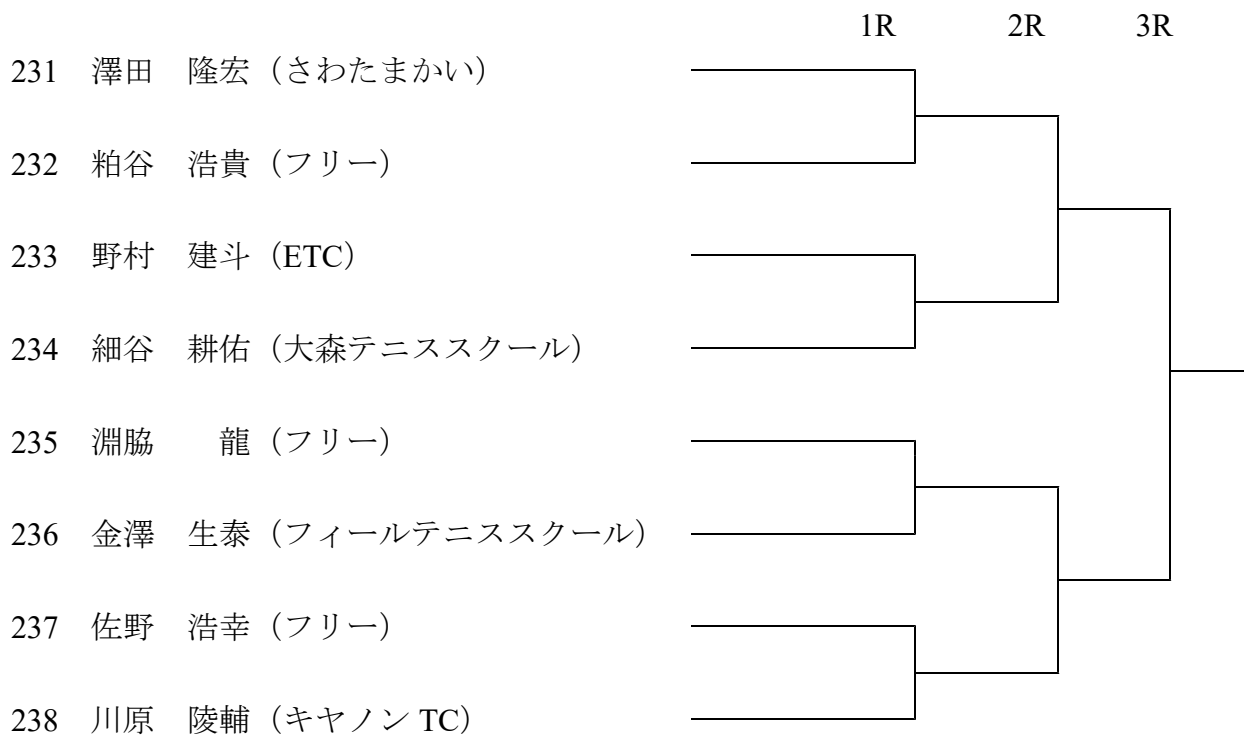 1R 2R 3R
231 澤田 隆宏（さわたまかい）
232 粕谷 浩貴（フリー）
233 野村 建斗（ETC）
234 細谷 耕佑（大森テニススクール）
235 淵脇 龍（フリー）
236 金澤 生泰（フィールテニススクール）
237 佐野 浩幸（フリー）
238 川原 陵輔（キヤノン TC）